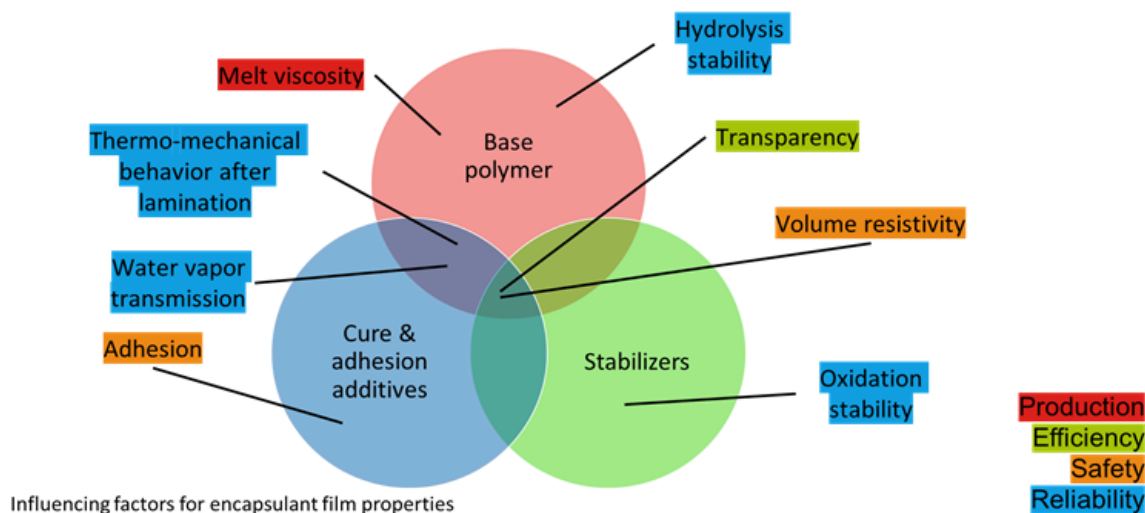 Hydrolysis
stability
Melt viscosity
Base
polymer
Transparency
Thermo-mechanical
behavior after
lamination
Volume resistivity
Water vapor
transmission
Adhesion
Cure &
adhesion
additives
Stabilizers
Oxidation
stability
Production
Efficiency
Safety
Reliability
Influencing factors for encapsulant film properties